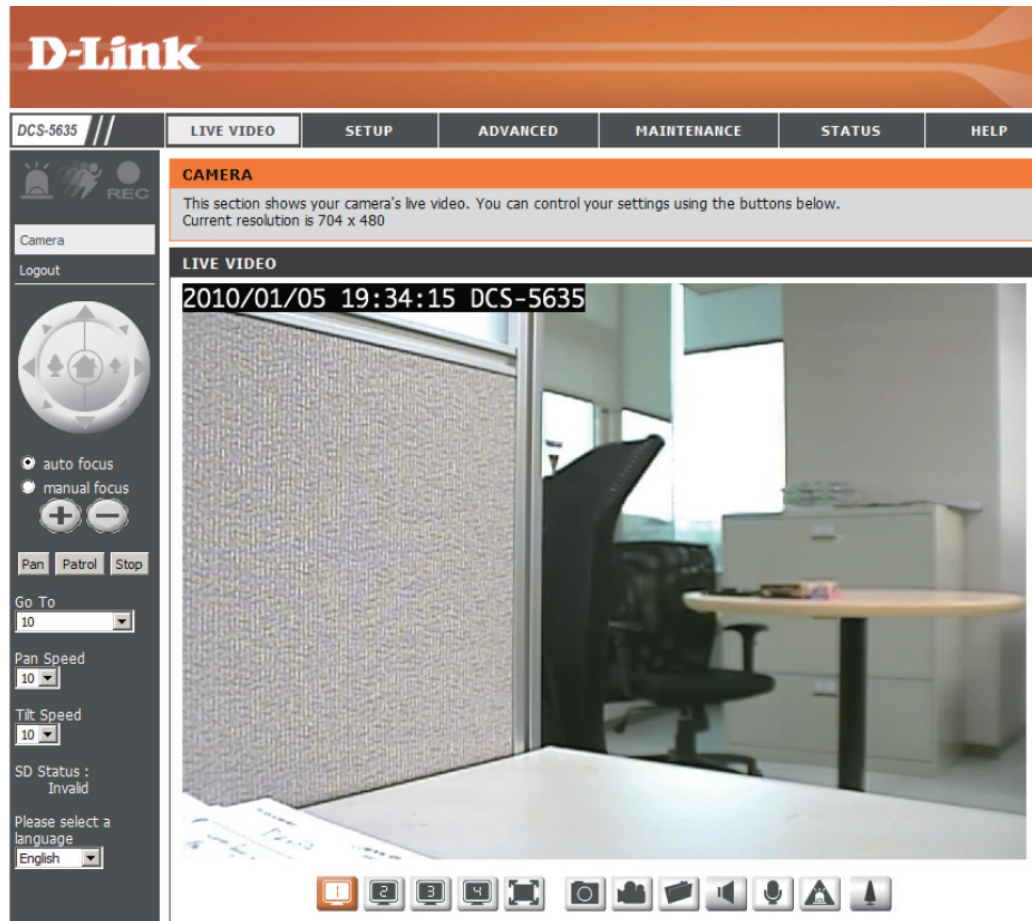 D-Link®
DCS-5635
LIVE VIDEO
SETUP
ADVANCED
MAINTENANCE
STATUS
HELP
REC
Camera
Logout
auto focus
manual focus
Pan
Patrol
Stop
Go To
10
Pan Speed
10
Tilt Speed
10
SD Status :
Invalid
Please select a
language
English
CAMERA
This section shows your camera's live video. You can control your settings using the buttons below.
Current resolution is 704 x 480
LIVE VIDEO
2010/01/05 19:34:15 DCS-5635
1
2
3
4